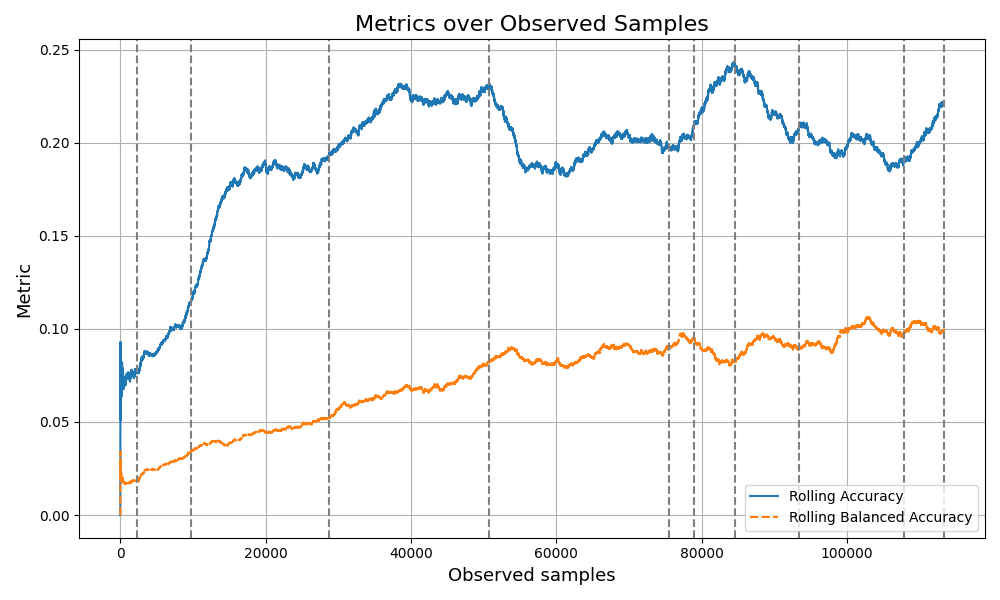 Metrics over Observed Samples
Metric
0.25
0.20
0.15
0.10
0.05
0.00
0
20000
40000
60000
80000
100000
Observed samples
Rolling Accuracy
Rolling Balanced Accuracy